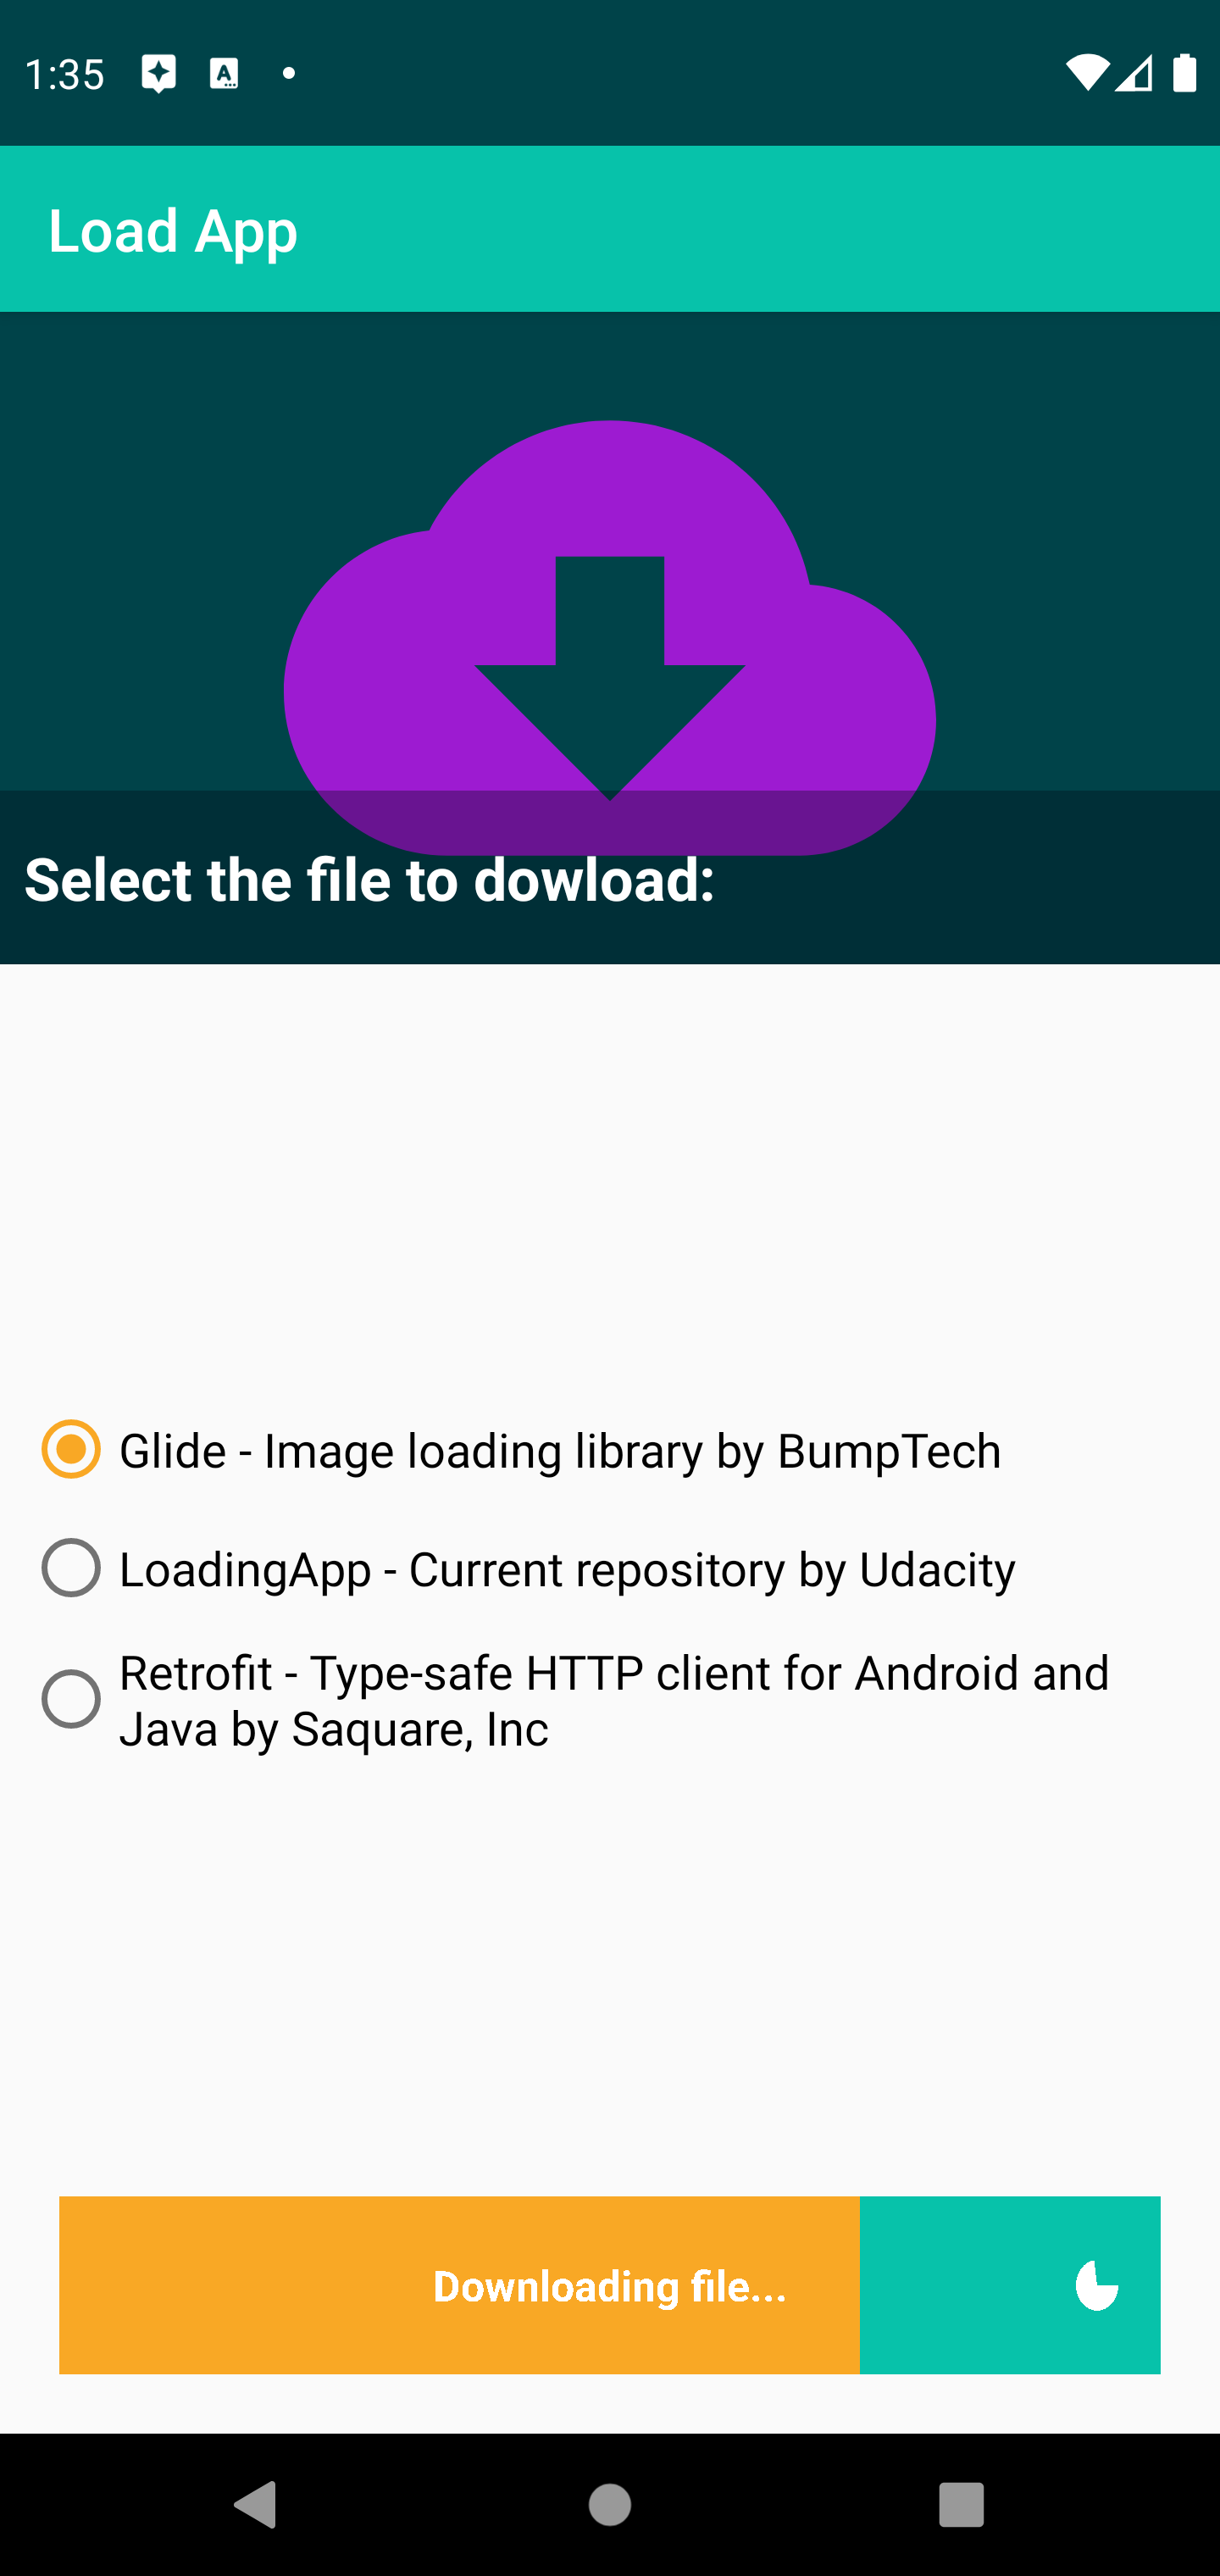 1:35
Load App
Select the file to dowload:
Glide - Image loading library by BumpTech
LoadingApp - Current repository by Udacity
Retrofit - Type-safe HTTP client for Android and
Java by Saquare, Inc
Downloading file...